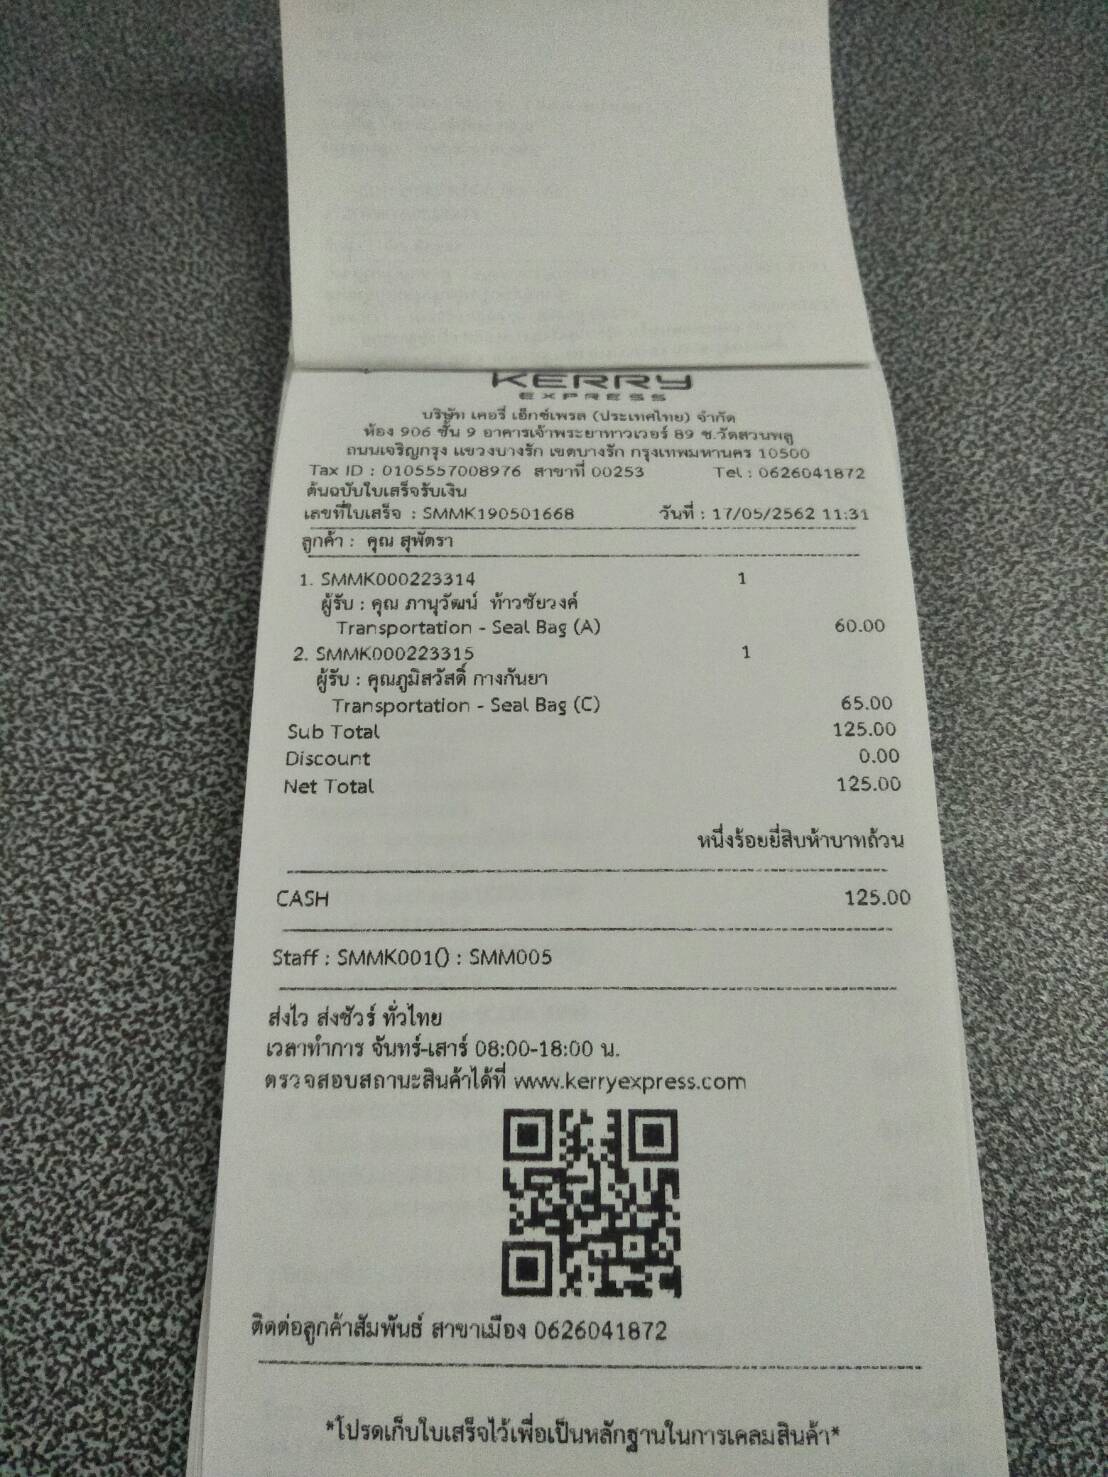 KERRY
EXPRESS
บริษัท เคอรี่ เอ็กซ์เพรส (ประเทศไทย) จำกัด
ห้อง 906 ชั้น 9 อาคารเจ้าพระยาทาวเวอร์ 89 ซ.วัดสวนพลู
ถนนเจริญกรุง แขวงบางรัก เขตบางรัก กรุงเทพมหานคร 10500
Tax ID : 0105557008976 สาขาที่ 00253 Tel : 0626041872
ต้นฉบับใบเสร็จรับเงิน
เลขที่ใบเสร็จ : SMMK190501668 วันที่ : 17/05/2562 11:31
ลูกค้า : คุณ สุพัตรา
1. SMMK000223314 1
ผู้รับ : คุณ ภานุวัฒน์ ท้าวชัยวงค์
Transportation - Seal Bag (A) 60.00
2. SMMK000223315 1
ผู้รับ : คุณภูมิสวัสดิ์ กางกันยา
Transportation - Seal Bag (C) 65.00
Sub Total 125.00
Discount 0.00
Net Total 125.00
หนึ่งร้อยยี่สิบห้าบาทถ้วน
CASH 125.00
Staff : SMMK001() : SMM005
ส่งไว ส่งชัวร์ ทั่วไทย
เวลาทำการ จันทร์-เสาร์ 08:00-18:00 น.
ตรวจสอบสถานะสินค้าได้ที่ www.kerryexpress.com
ติดต่อลูกค้าสัมพันธ์ สาขาเมือง 0626041872
*โปรดเก็บใบเสร็จไว้เพื่อเป็นหลักฐานในการเคลมสินค้า*